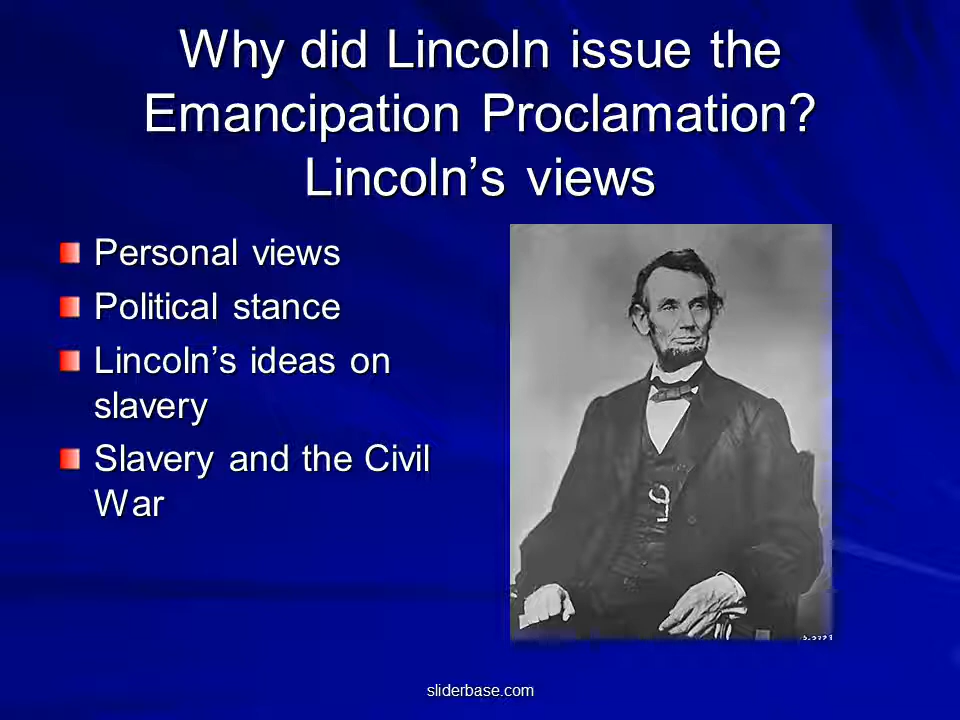 Why did Lincoln issue the
Emancipation Proclamation?
Lincoln’s views
Personal views
Political stance
Lincoln’s ideas on
slavery
Slavery and the Civil
War
sliderbase.com